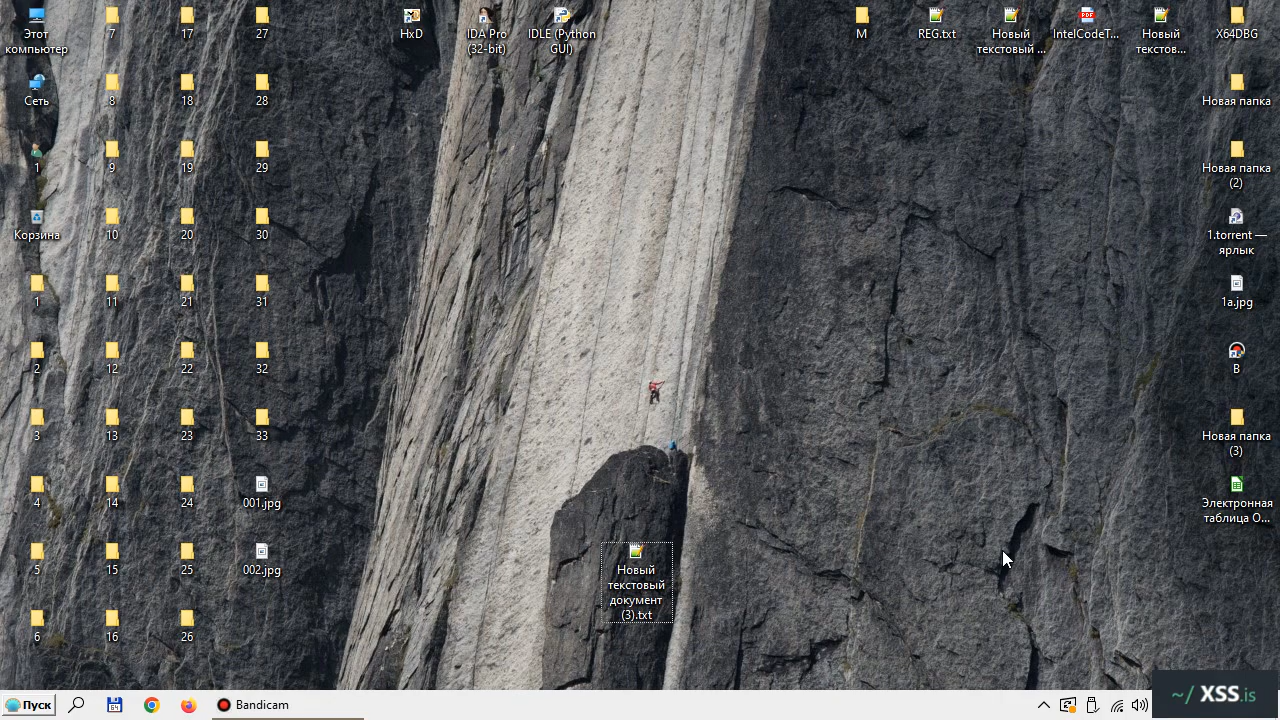 Этот
компьютер
Сеть
1
Корзина
1
2
3
4
5
6
7
8
9
10
11
12
13
14
15
16
17
18
19
20
21
22
23
24
25
26
27
28
29
30
31
32
33
001.jpg
002.jpg
HxD
IDA Pro
(32-bit)
IDLE (Python
GUI)
Новый
текстовый
документ
(3).txt
M
REG.txt
Новый
текстовый ...
IntelCodeT...
Новый
текстов...
X64DBG
Новая папка
Новая папка
(2)
1.torrent —
ярлык
1a.jpg
B
Новая папка
(3)
Электронная
таблица O...
Пуск
64
Bandicam
~/ XSS.is